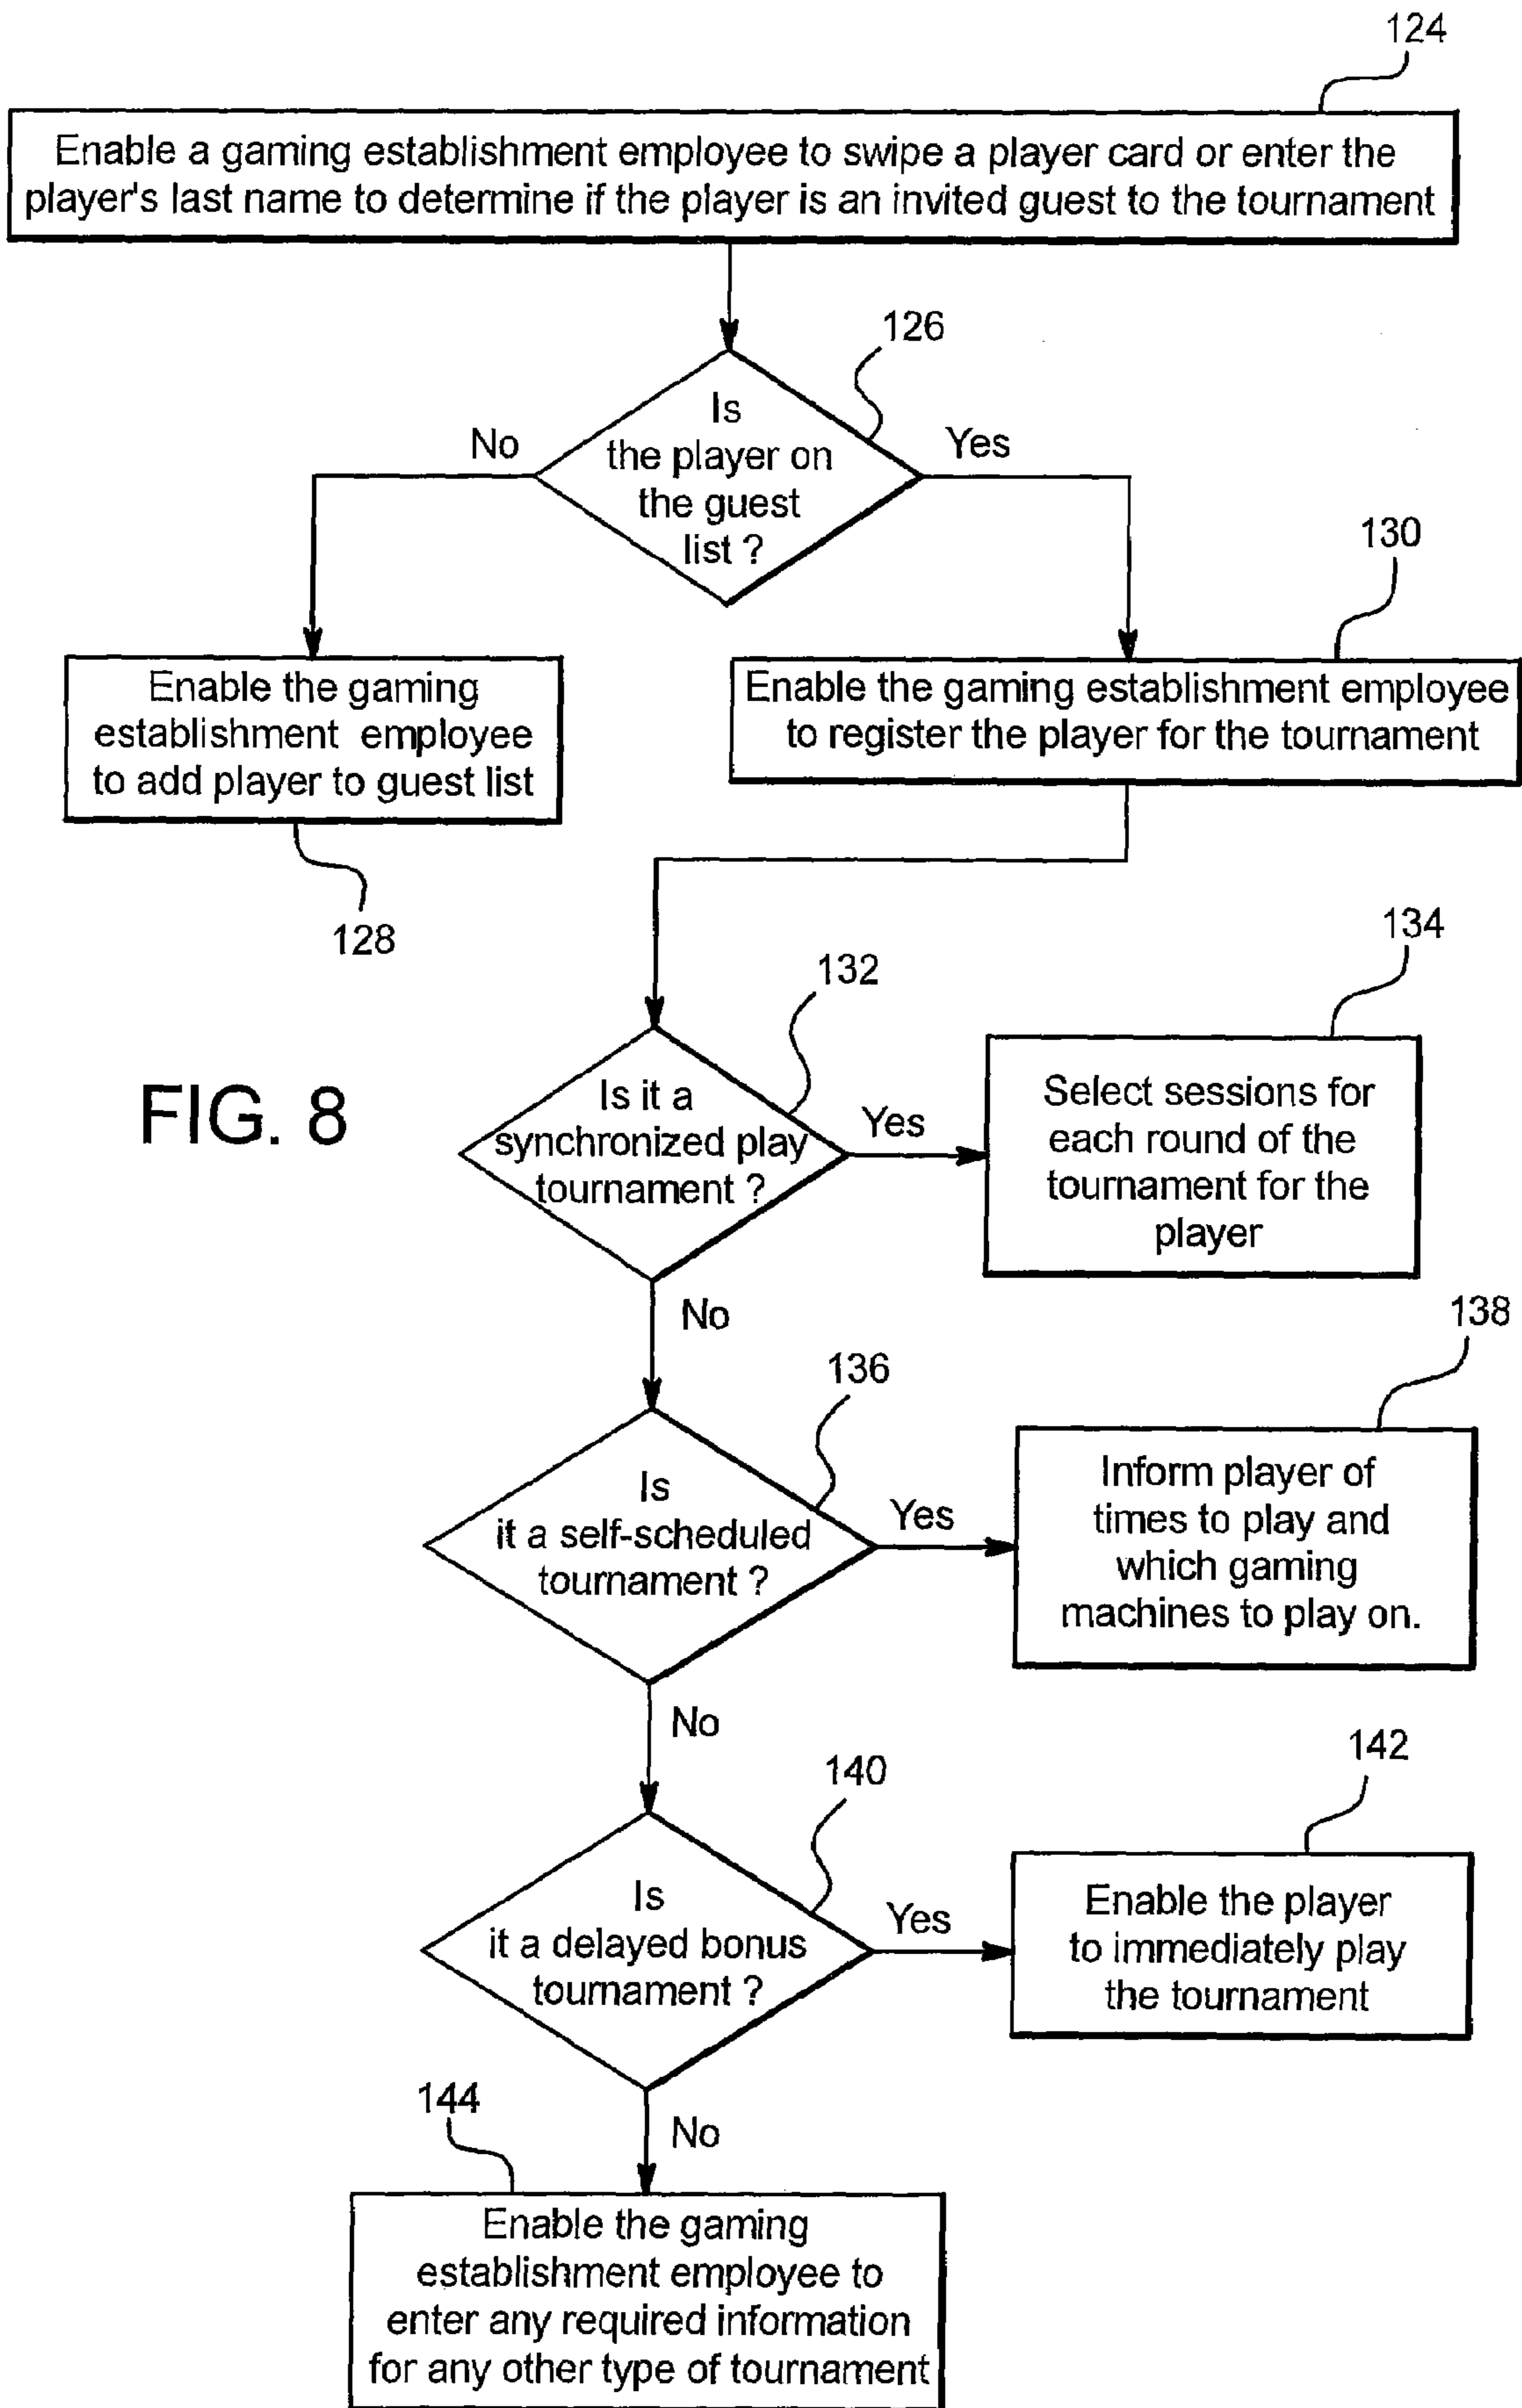 124
Enable a gaming establishment employee to swipe a player card or enter the
player's last name to determine if the player is an invited guest to the tournament
126
Is
the player on
the guest
list ?
No
Yes
130
Enable the gaming
establishment employee
to add player to guest list
Enable the gaming establishment employee
to register the player for the tournament
128
132
134
FIG. 8
Is it a
synchronized play
tournament ?
Yes
Select sessions for
each round of the
tournament for the
player
No
136
138
Is
it a self-scheduled
tournament ?
Yes
Inform player of
times to play and
which gaming
machines to play on.
No
140
142
Is
it a delayed bonus
tournament ?
Yes
Enable the player
to immediately play
the tournament
144
No
Enable the gaming
establishment employee to
enter any required information
for any other type of tournament